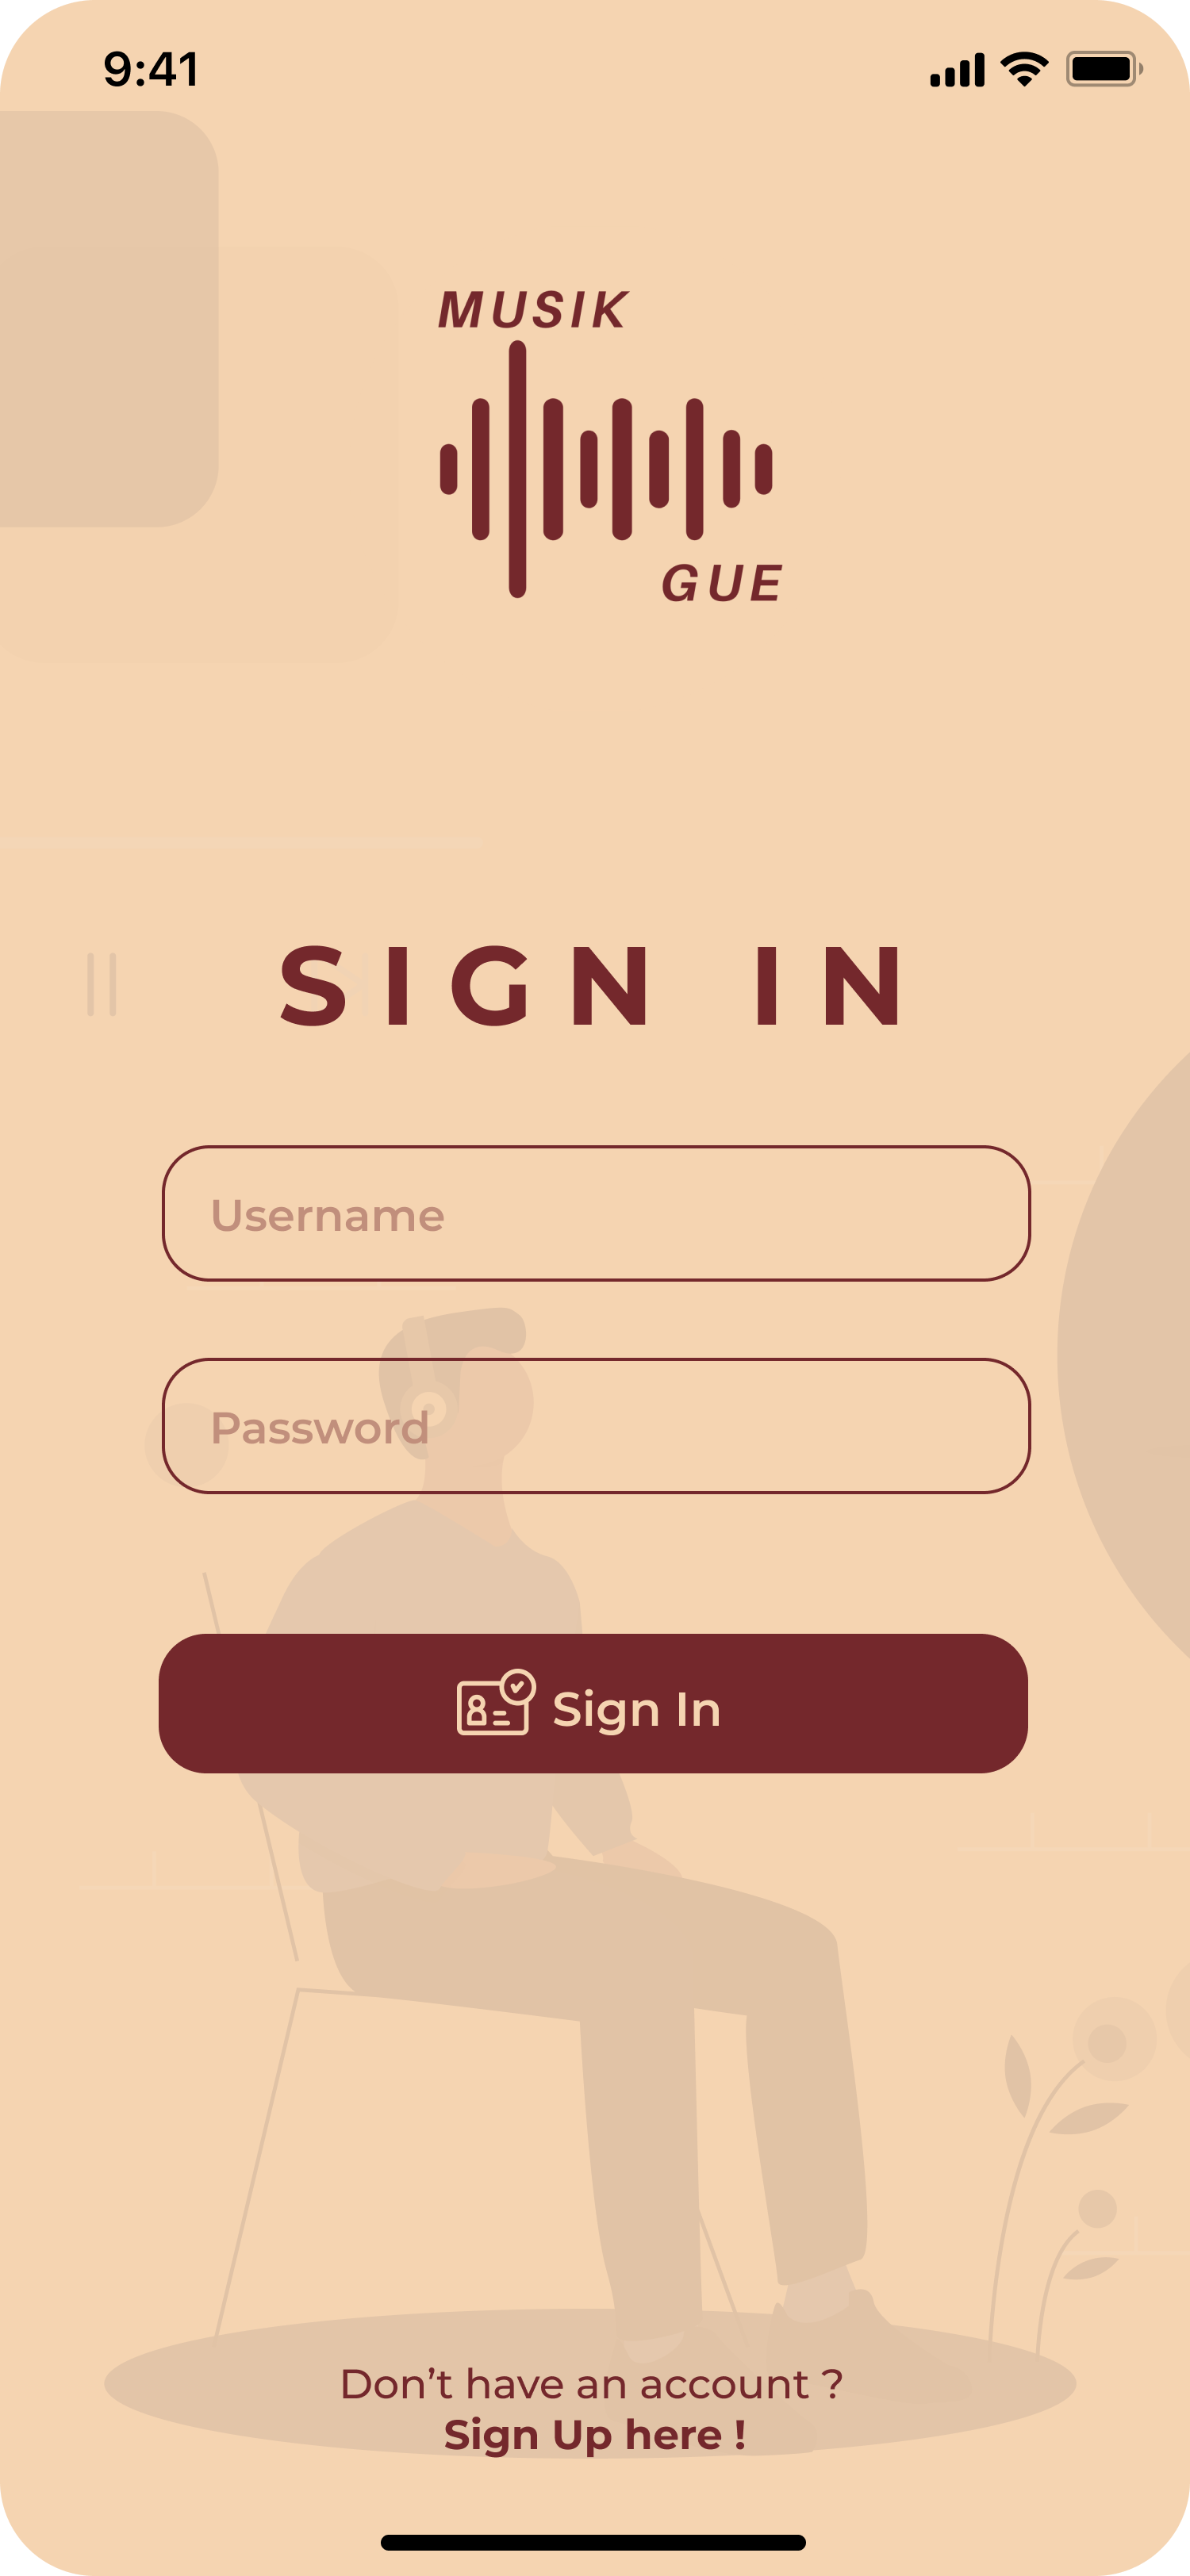 9:41
MUSIK
GUE
SIGN IN
Username
Password
Sign In
Don’t have an account ?
Sign Up here !